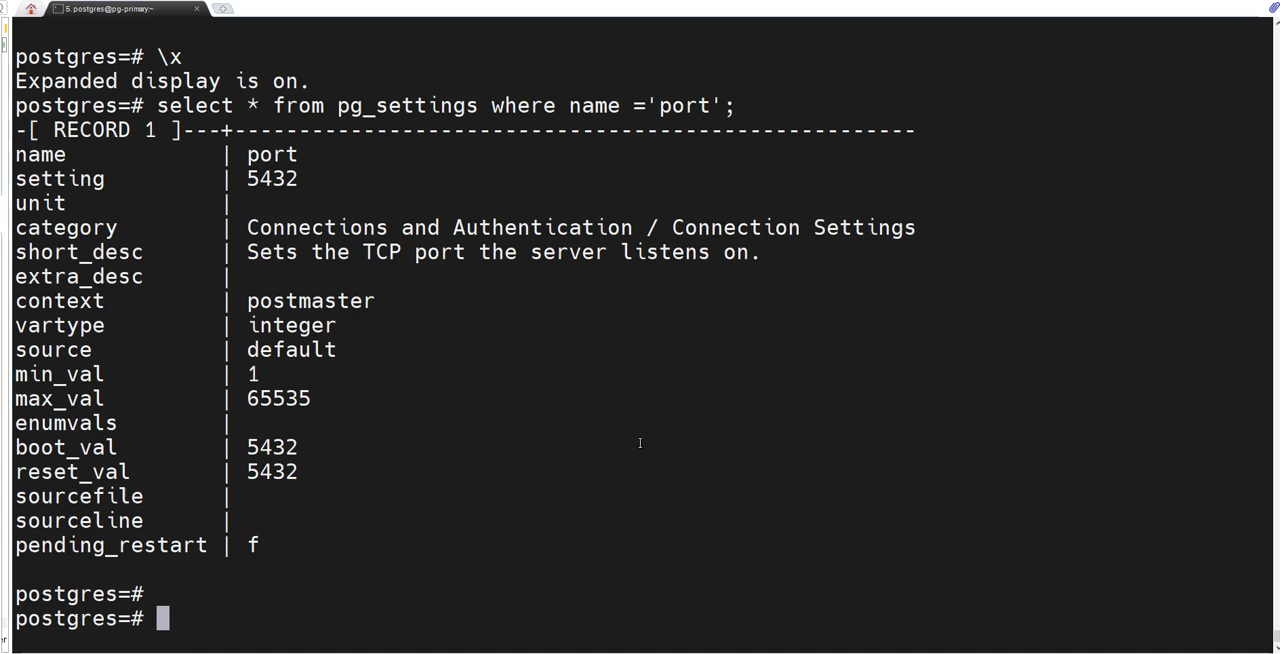 5. postgres@pg-primary:~
postgres=# \x
Expanded display is on.
postgres=# select * from pg_settings where name ='port';
-[ RECORD 1 ]---+-----------------------------------------------------
name            | port
setting         | 5432
unit            |
category        | Connections and Authentication / Connection Settings
short_desc      | Sets the TCP port the server listens on.
extra_desc      |
context         | postmaster
vartype         | integer
source          | default
min_val         | 1
max_val         | 65535
enumvals        |
boot_val        | 5432
reset_val       | 5432
sourcefile      |
sourceline      |
pending_restart | f
postgres=#
postgres=#
er